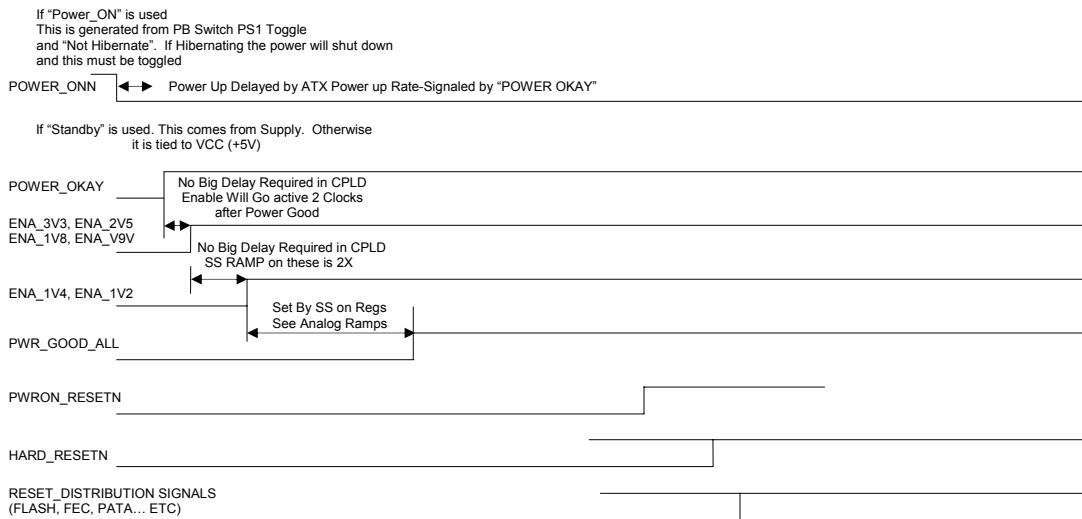 If “Power_ON” is used
This is generated from PB Switch PS1 Toggle
and “Not Hibernate”. If Hibernating the power will shut down
and this must be toggled
POWER_ONN
Power Up Delayed by ATX Power up Rate-Signaled by “POWER OKAY”
If “Standby” is used. This comes from Supply. Otherwise
it is tied to VCC (+5V)
POWER_OKAY
No Big Delay Required in CPLD
Enable Will Go active 2 Clocks
after Power Good
ENA_3V3, ENA_2V5
ENA_1V8, ENA_V9V
No Big Delay Required in CPLD
SS RAMP on these is 2X
ENA_1V4, ENA_1V2
Set By SS on Regs
See Analog Ramps
PWR_GOOD_ALL
PWRON_RESETN
HARD_RESETN
RESET_DISTRIBUTION SIGNALS
(FLASH, FEC, PATA… ETC)